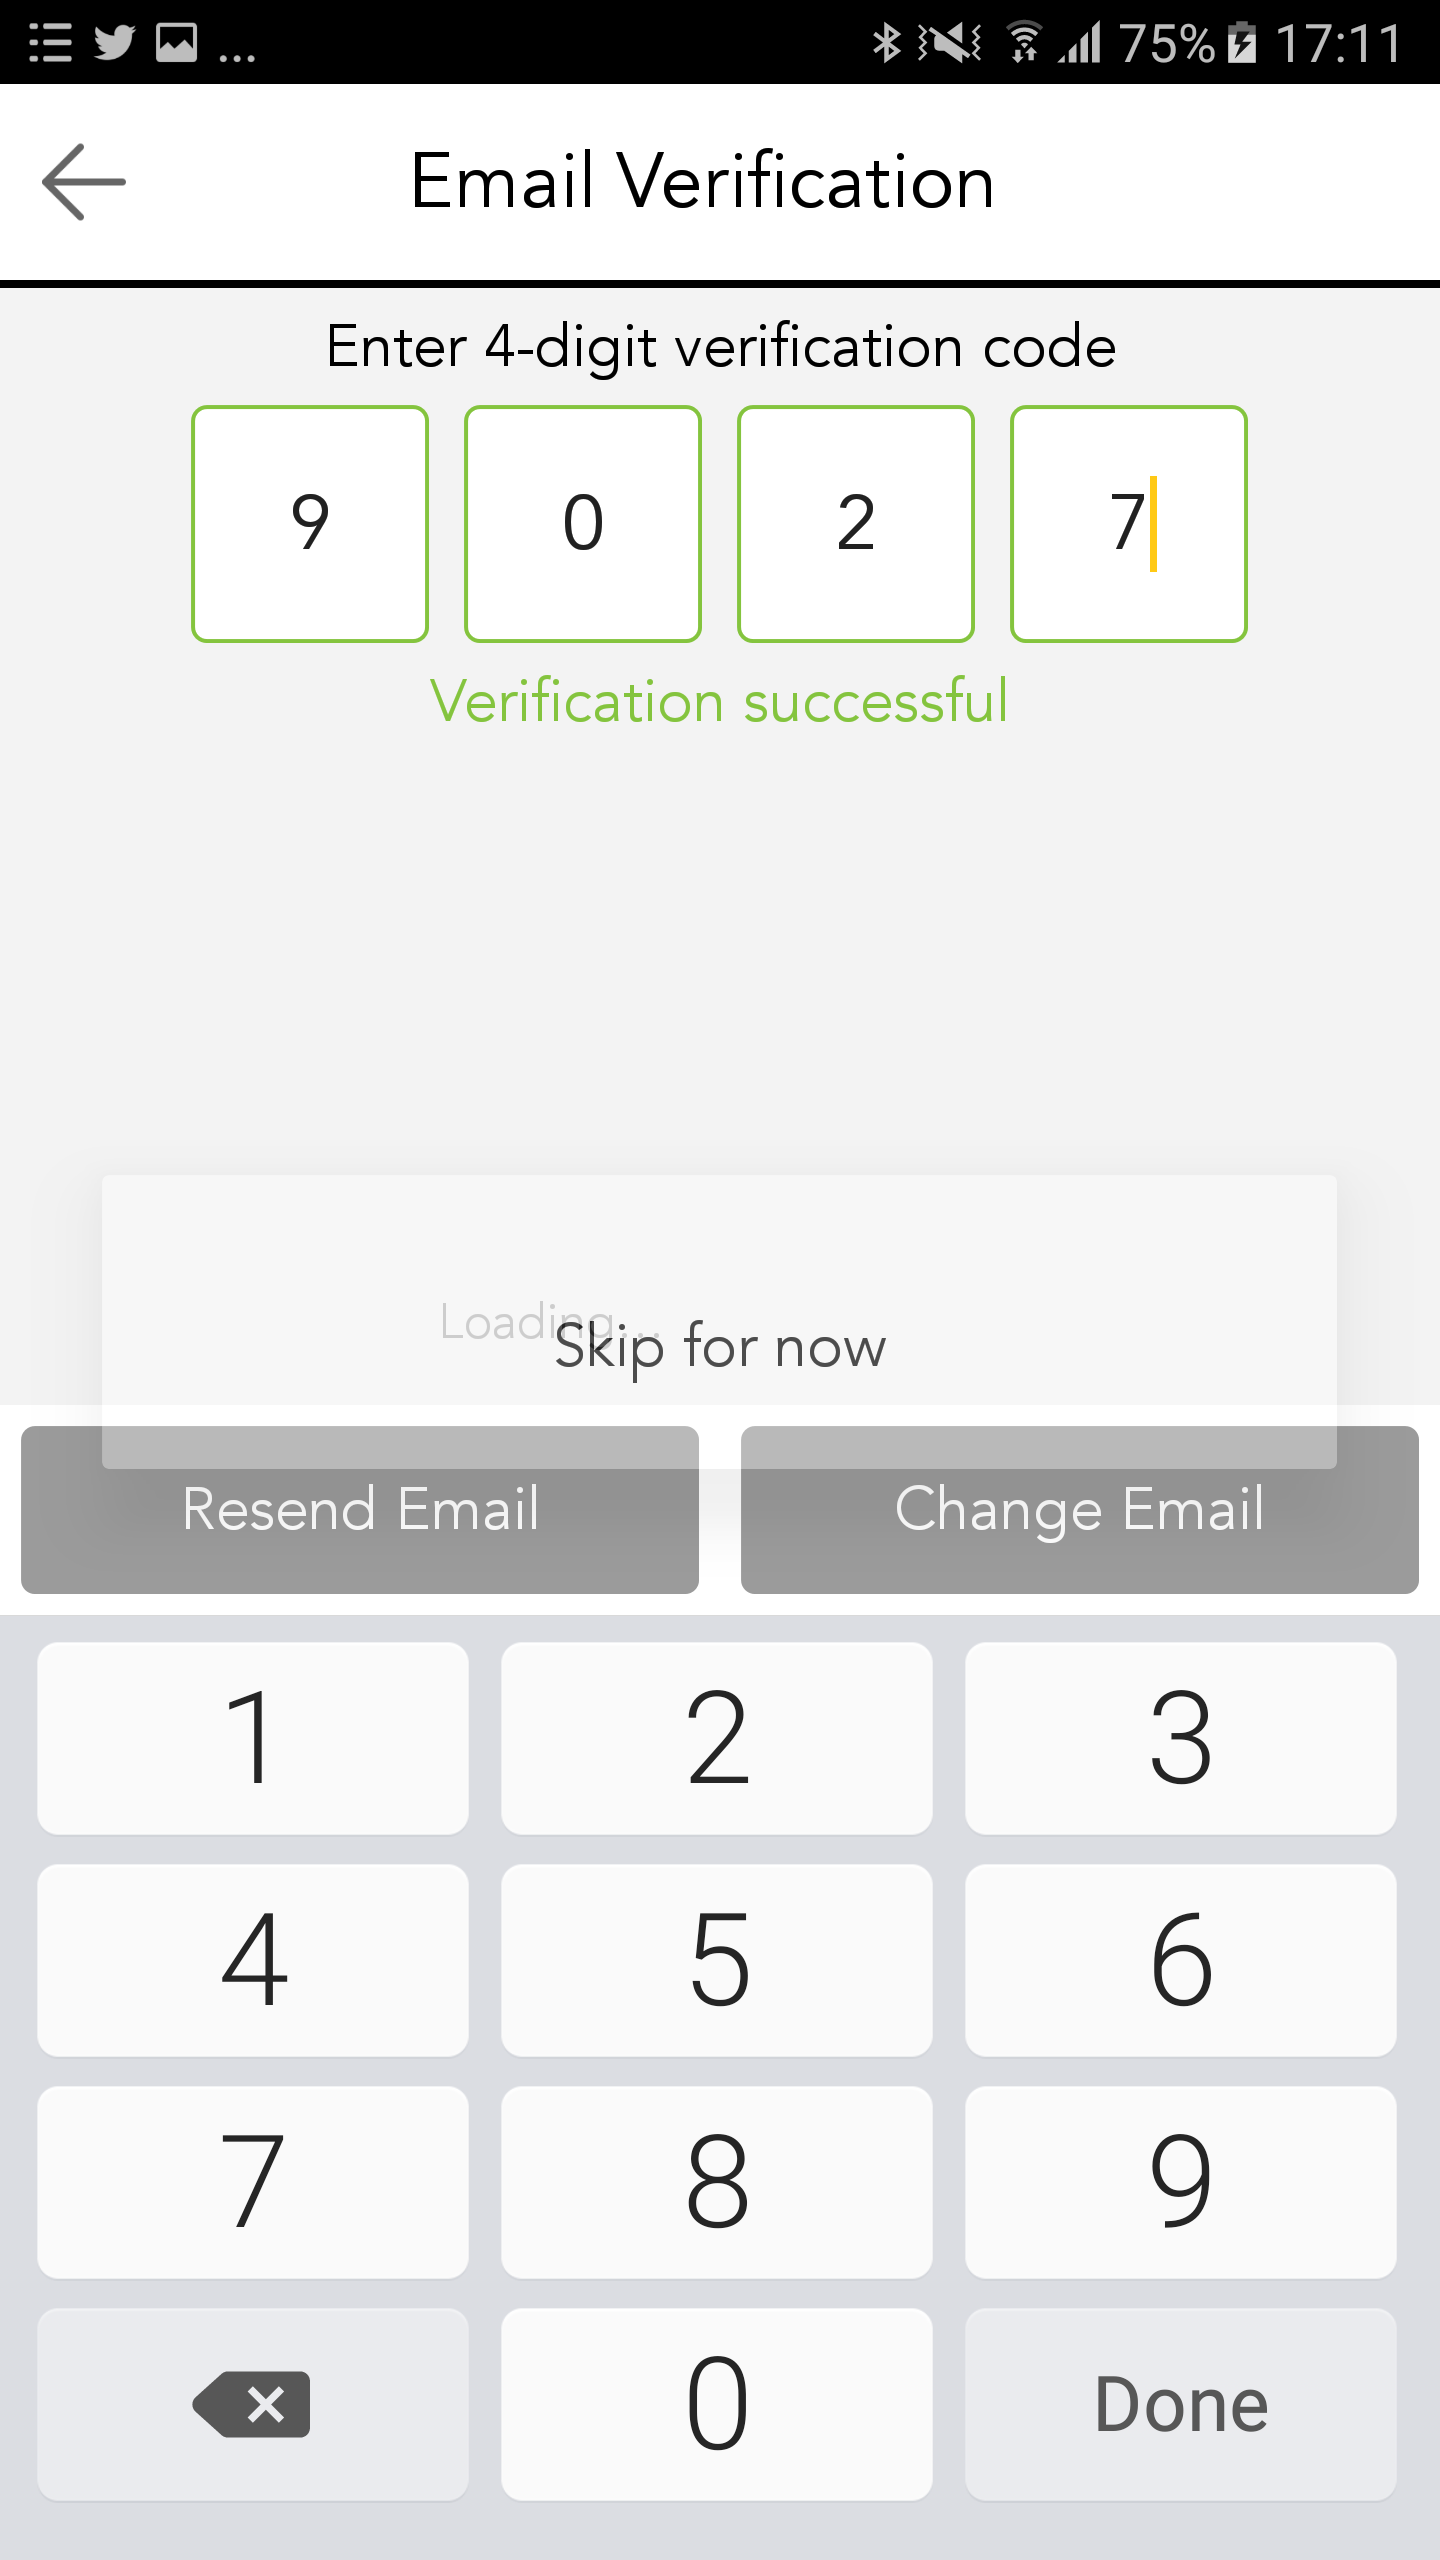 ... 75% 17:11
Email Verification
Enter 4-digit verification code
9 0 2 7
Verification successful
Loading...
Skip for now
Resend Email Change Email
1 2 3
4 5 6
7 8 9
0 Done